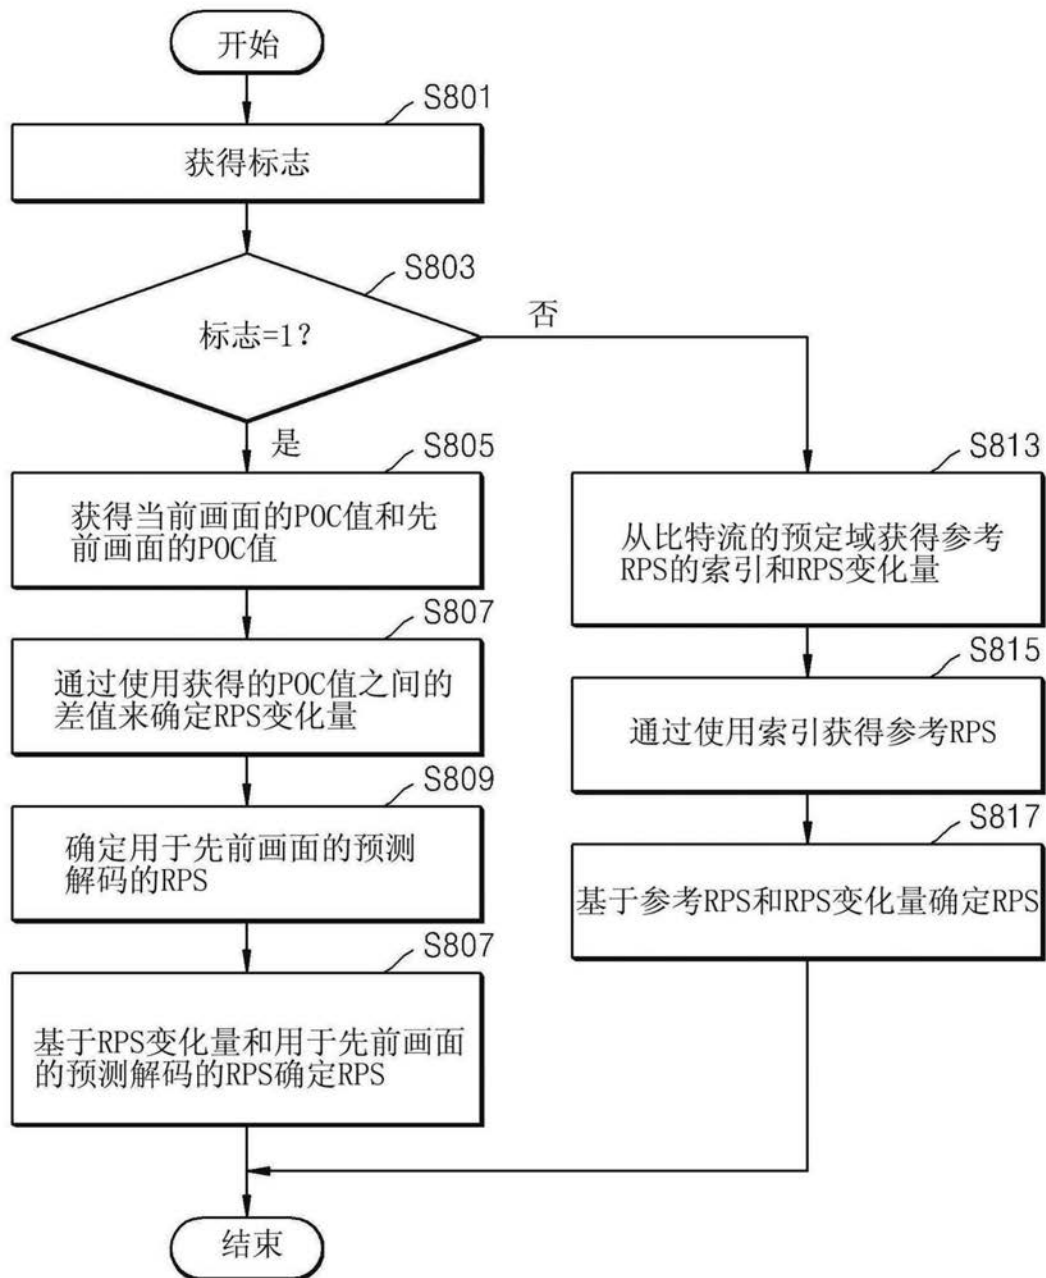 开始
S801
获得标志
S803
标志=1?
否
是
S805
获得当前画面的POC值和先
前画面的POC值
S807
通过使用获得的POC值之间的
差值来确定RPS变化量
S809
确定用于先前画面的预测
解码的RPS
S807
基于RPS变化量和用于先前画面
的预测解码的RPS确定RPS
S813
从比特流的预定域获得参考
RPS的索引和RPS变化量
S815
通过使用索引获得参考RPS
S817
基于参考RPS和RPS变化量确定RPS
结束